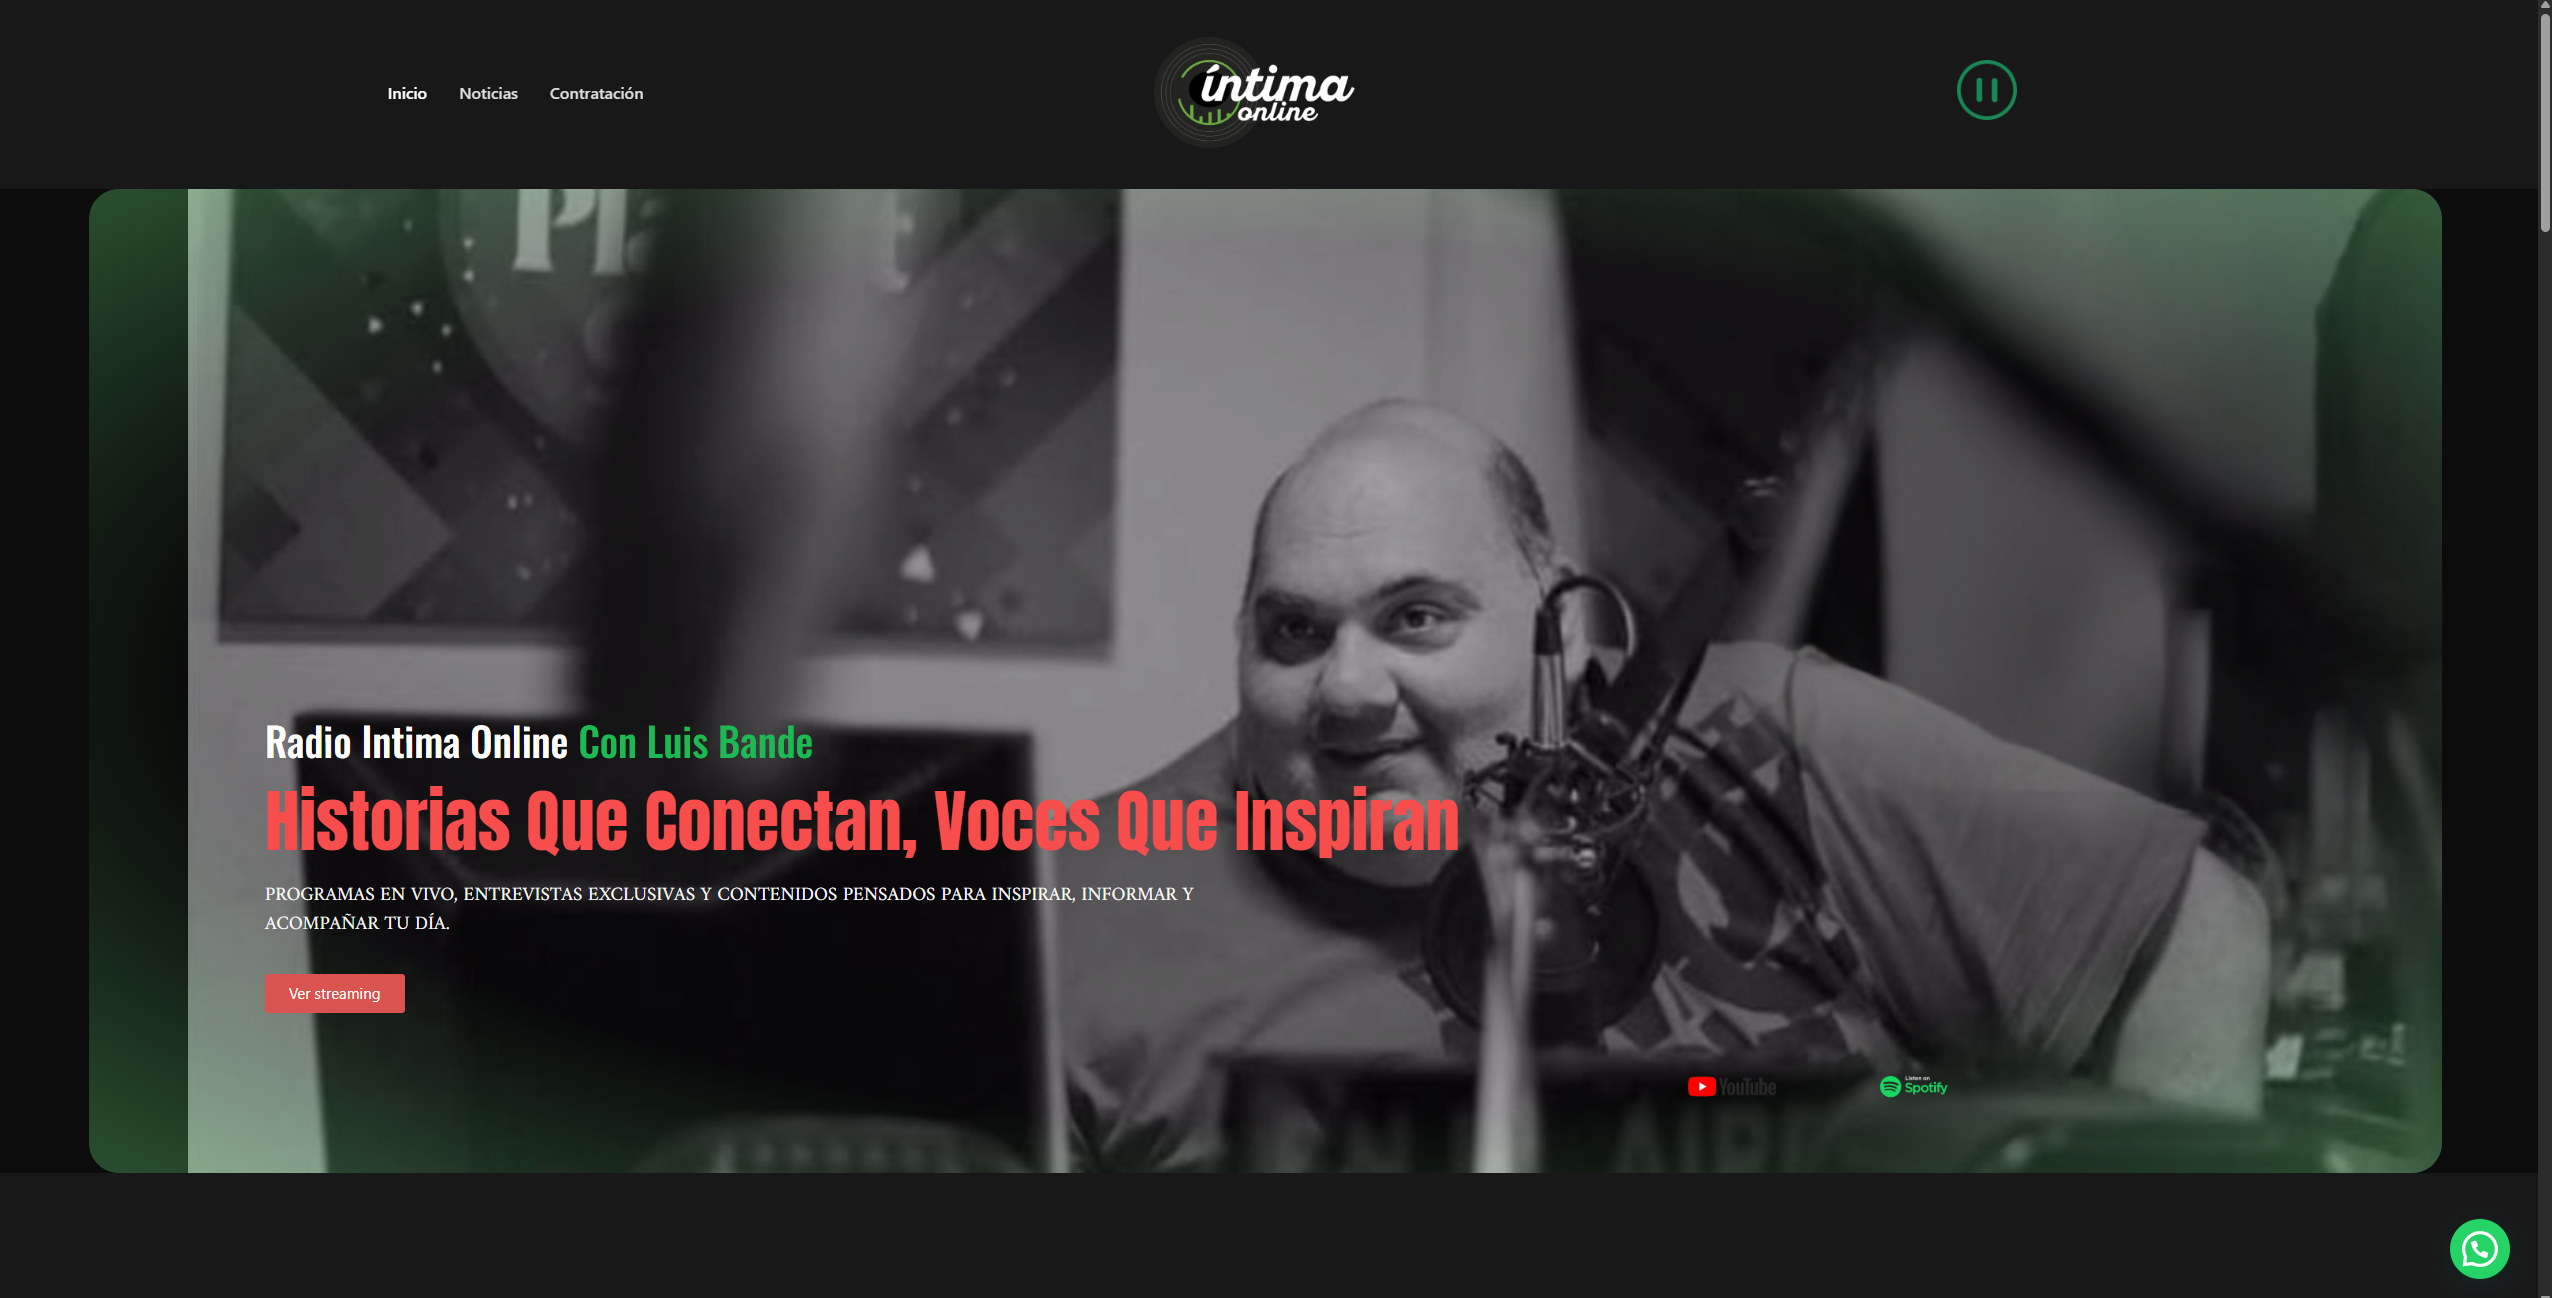 Inicio
Noticias
Contratación
íntima
online
Radio Intima Online Con Luis Bande
Historias Que Conectan, Voces Que Inspiran
PROGRAMAS EN VIVO, ENTREVISTAS EXCLUSIVAS Y CONTENIDOS PENSADOS PARA INSPIRAR, INFORMAR Y
ACOMPAÑAR TU DÍA.
Ver streaming
YouTube
Listen on
Spotify